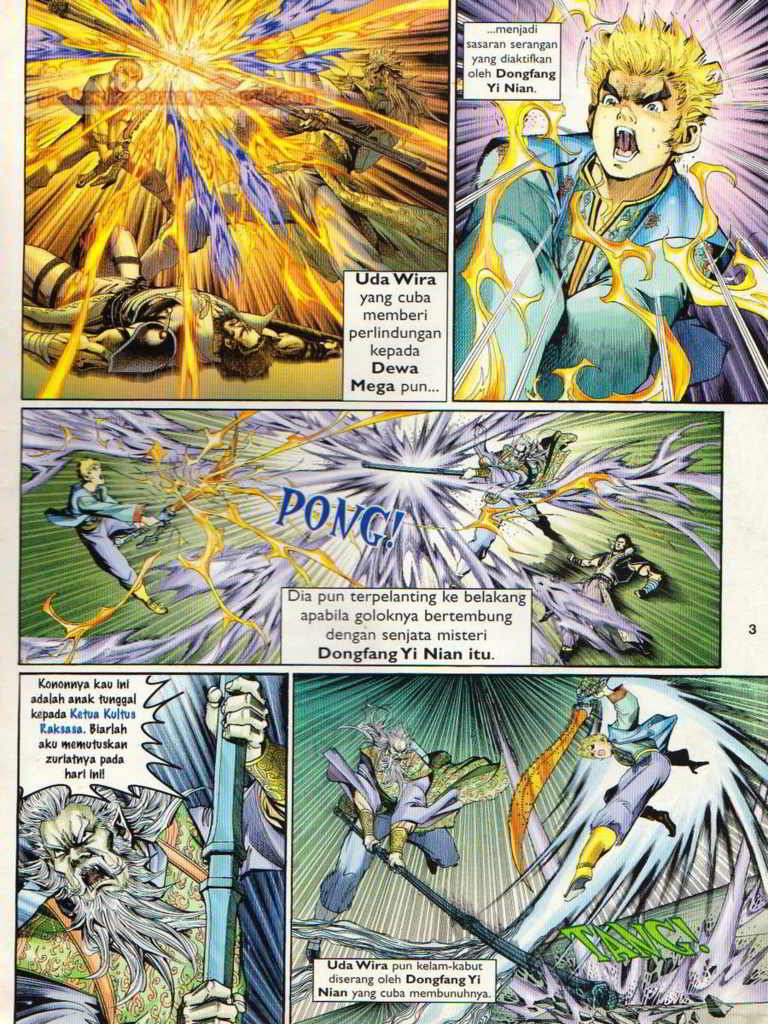 Uda Wira
yang cuba
memberi
perlindungan
kepada
Dewa
Mega pun...
...menjadi
sasaran serangan
yang diaktifkan
oleh Dongfang
Yi Nian.
PONG!
Dia pun terpelanting ke belakang
apabila goloknya bertembung
dengan senjata misteri
Dongfang Yi Nian itu.
3
Kononnya kau ini
adalah anak tunggal
kepada Ketua Kultus
Raksasa. Biarlah
aku memutuskan
zuriatnya pada
hari ini!
TANG!
Uda Wira pun kelam-kabut
diserang oleh Dongfang Yi
Nian yang cuba membunuhnya.